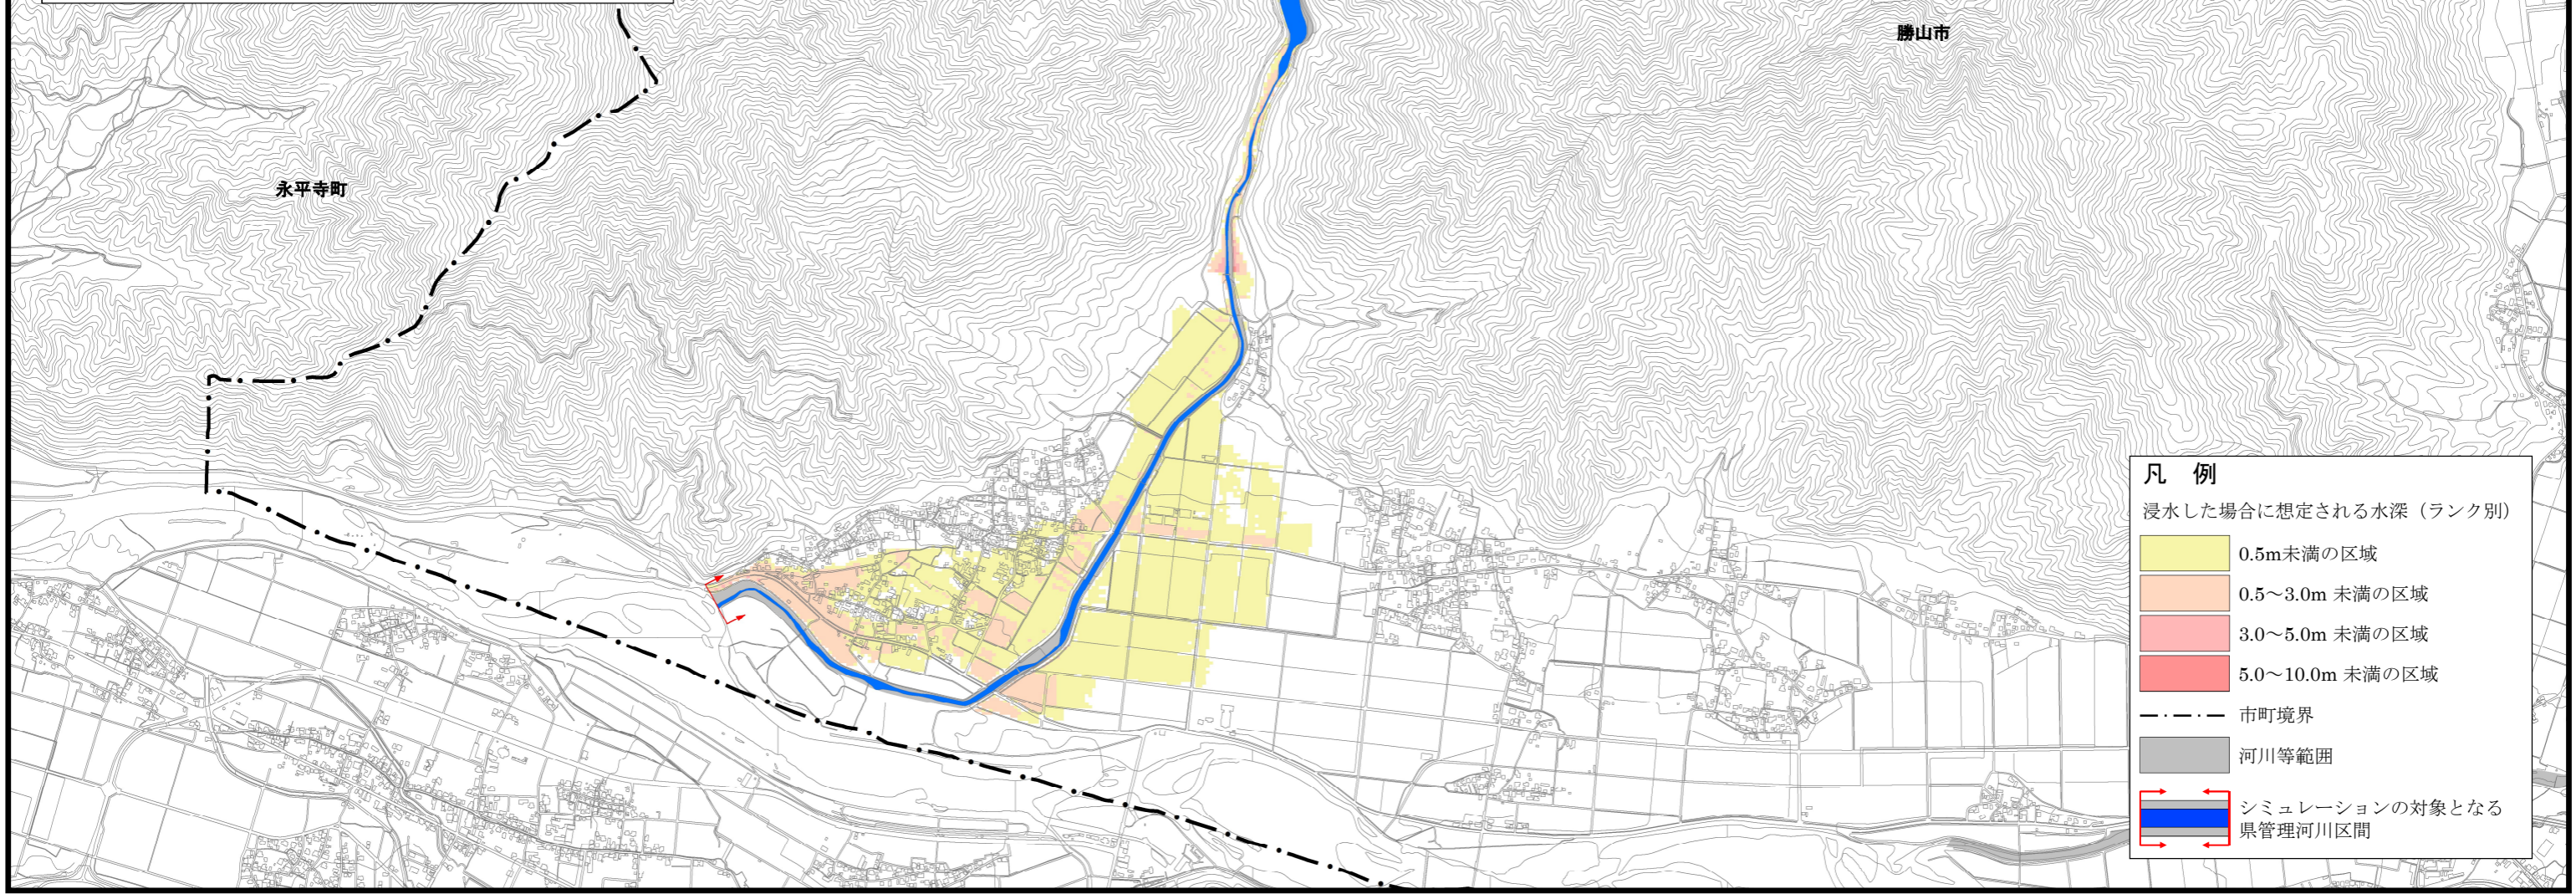 勝山市
永平寺町
凡 例
浸水した場合に想定される水深（ランク別）
0.5m未満の区域
0.5～3.0m 未満の区域
3.0～5.0m 未満の区域
5.0～10.0m 未満の区域
市町境界
河川等範囲
シミュレーションの対象となる
県管理河川区間